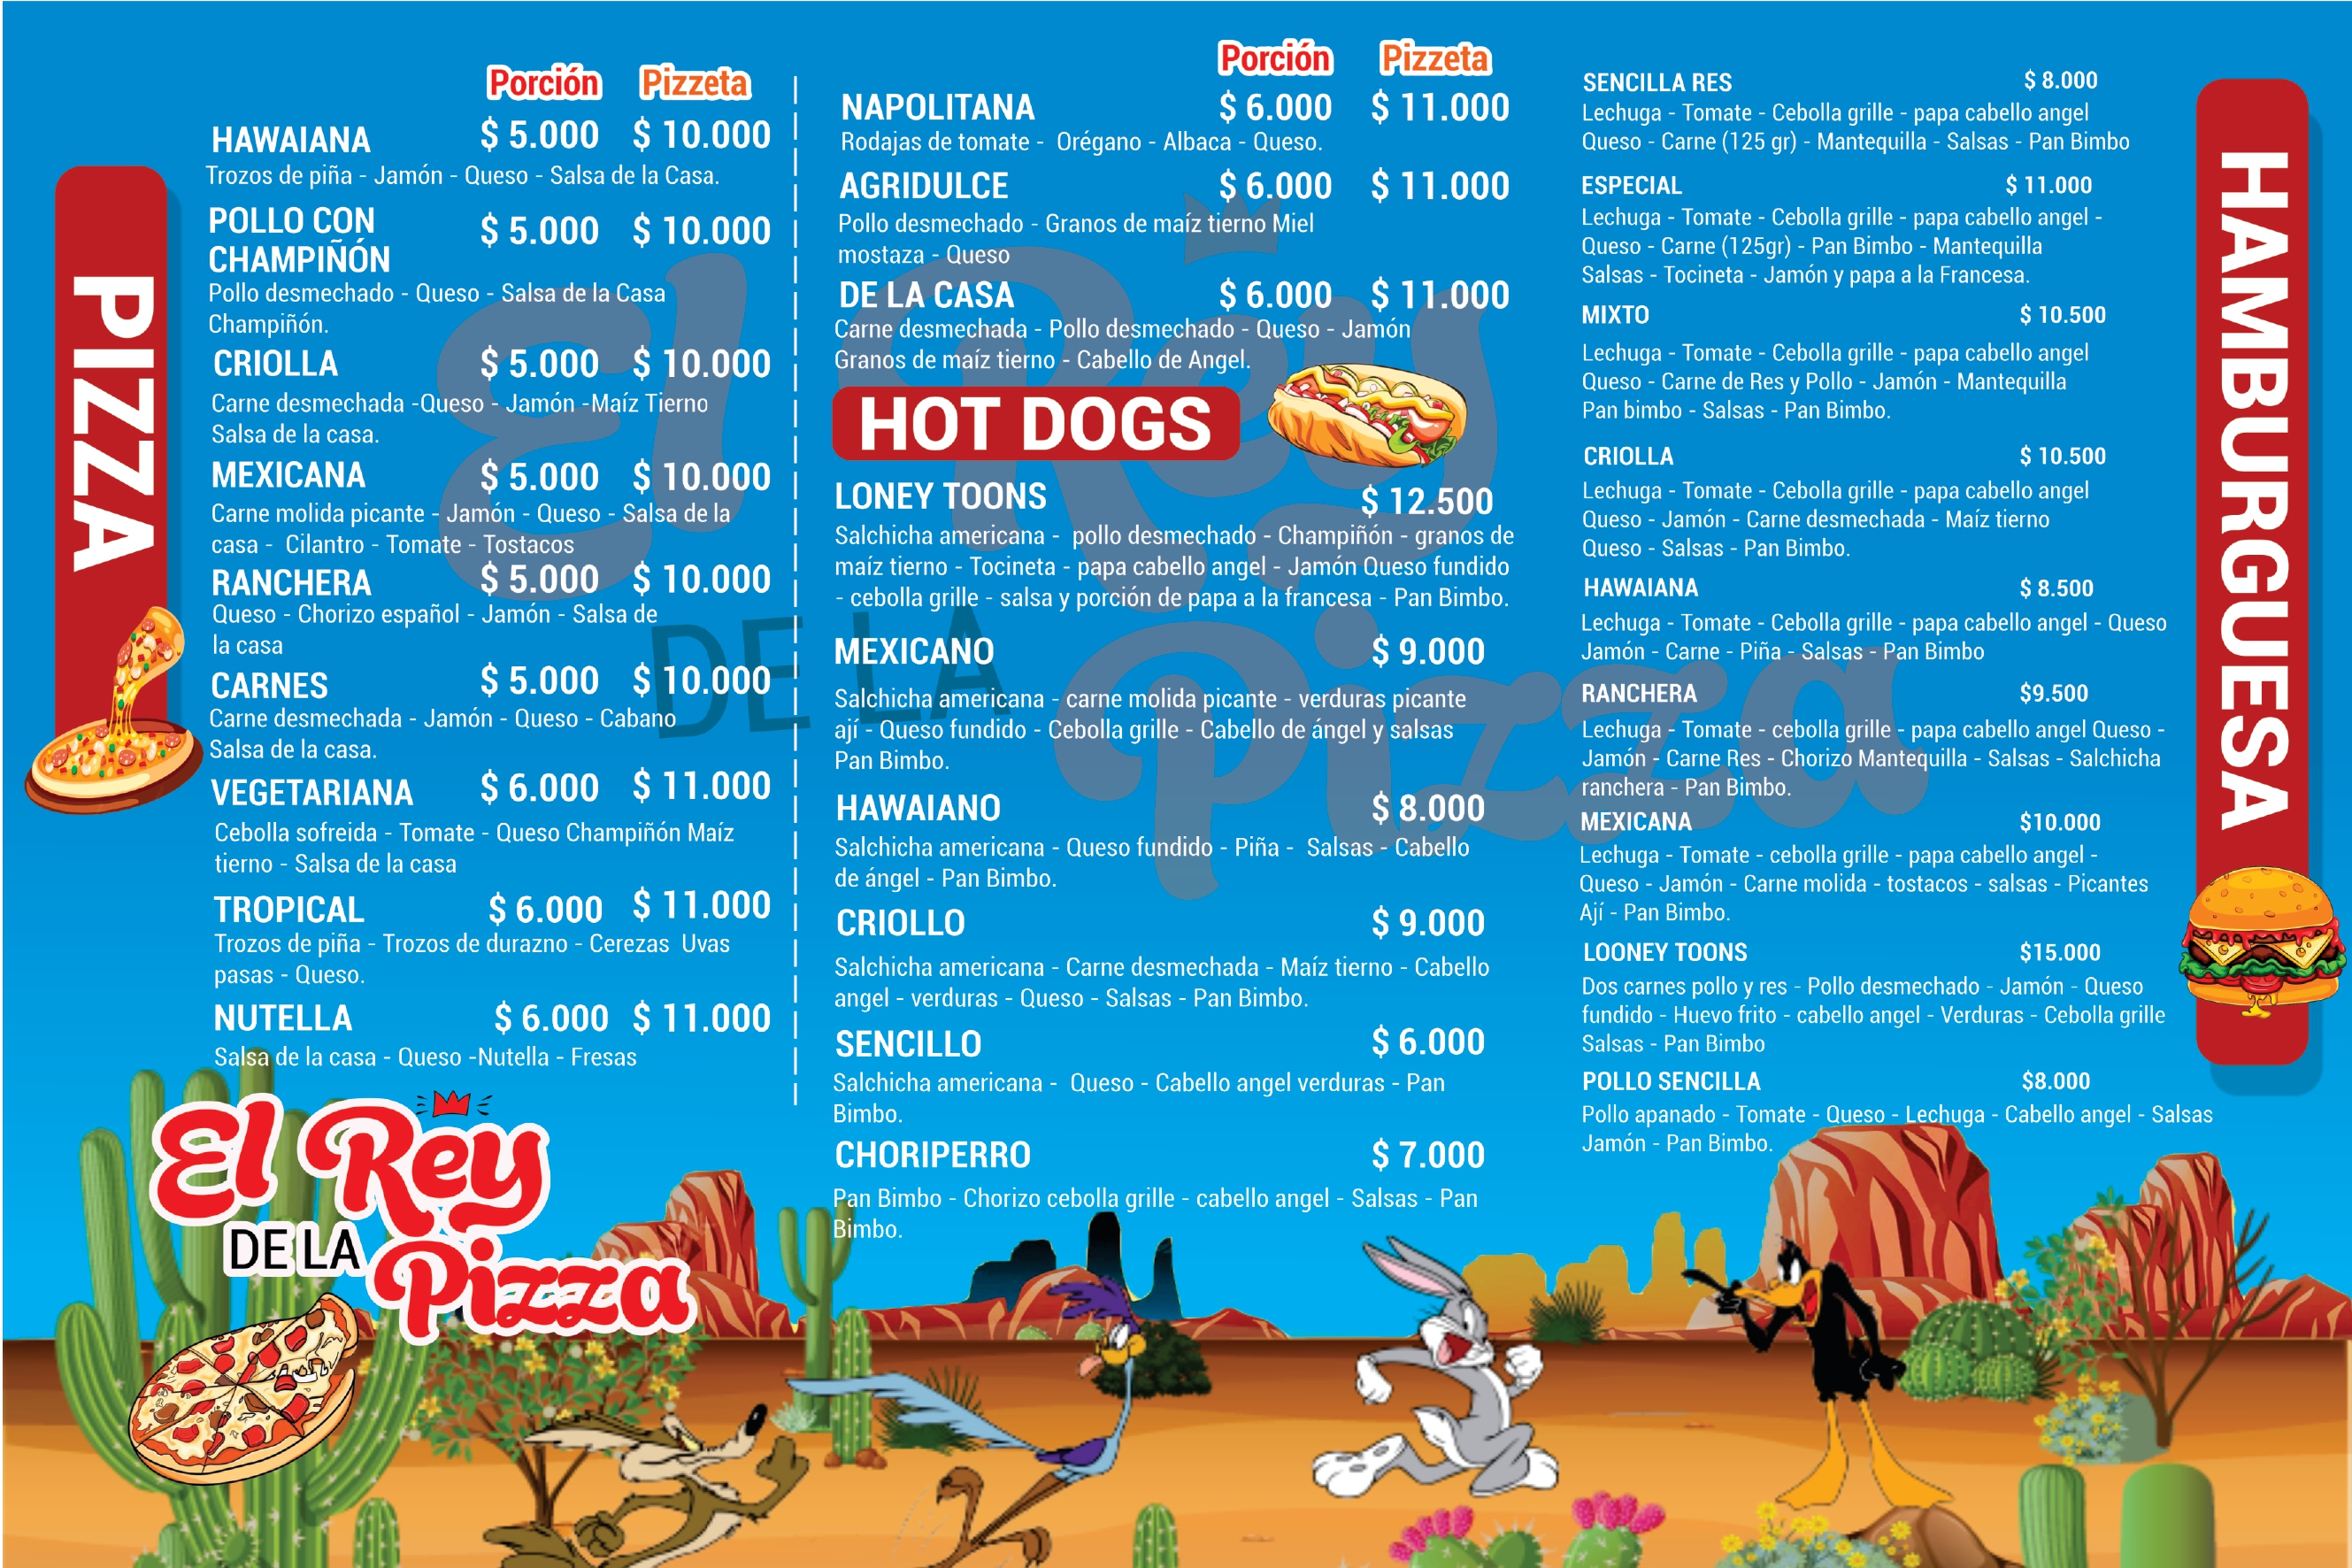 PIZZA
Porción Pizzeta
HAWAIANA $ 5.000 $ 10.000
Trozos de piña - Jamón - Queso - Salsa de la Casa.
POLLO CON
CHAMPIÑÓN $ 5.000 $ 10.000
Pollo desmechado - Queso - Salsa de la Casa
Champiñón.
CRIOLLA $ 5.000 $ 10.000
Carne desmechada -Queso - Jamón -Maíz Tierno
Salsa de la casa.
MEXICANA $ 5.000 $ 10.000
Carne molida picante - Jamón - Queso - Salsa de la
casa - Cilantro - Tomate - Tostacos
RANCHERA $ 5.000 $ 10.000
Queso - Chorizo español - Jamón - Salsa de
la casa
CARNES $ 5.000 $ 10.000
Carne desmechada - Jamón - Queso - Cabano
Salsa de la casa.
VEGETARIANA $ 6.000 $ 11.000
Cebolla sofreida - Tomate - Queso Champiñón Maíz
tierno - Salsa de la casa
TROPICAL $ 6.000 $ 11.000
Trozos de piña - Trozos de durazno - Cerezas Uvas
pasas - Queso.
NUTELLA $ 6.000 $ 11.000
Salsa de la casa - Queso -Nutella - Fresas
El Rey
DE LA
Pizza
Porción Pizzeta
NAPOLITANA $ 6.000 $ 11.000
Rodajas de tomate - Orégano - Albaca - Queso.
AGRIDULCE $ 6.000 $ 11.000
Pollo desmechado - Granos de maíz tierno Miel
mostaza - Queso
DE LA CASA $ 6.000 $ 11.000
Carne desmechada - Pollo desmechado - Queso - Jamón
Granos de maíz tierno - Cabello de Angel.
HOT DOGS
LONEY TOONS $ 12.500
Salchicha americana - pollo desmechado - Champiñón - granos de
maíz tierno - Tocineta - papa cabello angel - Jamón Queso fundido
- cebolla grille - salsa y porción de papa a la francesa - Pan Bimbo.
MEXICANO $ 9.000
Salchicha americana - carne molida picante - verduras picante
ají - Queso fundido - Cebolla grille - Cabello de ángel y salsas
Pan Bimbo.
HAWAIANO $ 8.000
Salchicha americana - Queso fundido - Piña - Salsas - Cabello
de ángel - Pan Bimbo.
CRIOLLO $ 9.000
Salchicha americana - Carne desmechada - Maíz tierno - Cabello
angel - verduras - Queso - Salsas - Pan Bimbo.
SENCILLO $ 6.000
Salchicha americana - Queso - Cabello angel verduras - Pan
Bimbo.
CHORIPERRO $ 7.000
Pan Bimbo - Chorizo cebolla grille - cabello angel - Salsas - Pan
Bimbo.
El Rey
DE LA
Pizza
HAMBURGUESA
SENCILLA RES $ 8.000
Lechuga - Tomate - Cebolla grille - papa cabello angel
Queso - Carne (125 gr) - Mantequilla - Salsas - Pan Bimbo
ESPECIAL $ 11.000
Lechuga - Tomate - Cebolla grille - papa cabello angel -
Queso - Carne (125gr) - Pan Bimbo - Mantequilla
Salsas - Tocineta - Jamón y papa a la Francesa.
MIXTO $ 10.500
Lechuga - Tomate - Cebolla grille - papa cabello angel
Queso - Carne de Res y Pollo - Jamón - Mantequilla
Pan bimbo - Salsas - Pan Bimbo.
CRIOLLA $ 10.500
Lechuga - Tomate - Cebolla grille - papa cabello angel
Queso - Jamón - Carne desmechada - Maíz tierno
Queso - Salsas - Pan Bimbo.
HAWAIANA $ 8.500
Lechuga - Tomate - Cebolla grille - papa cabello angel - Queso
Jamón - Carne - Piña - Salsas - Pan Bimbo
RANCHERA $9.500
Lechuga - Tomate - cebolla grille - papa cabello angel Queso -
Jamón - Carne Res - Chorizo Mantequilla - Salsas - Salchicha
ranchera - Pan Bimbo.
MEXICANA $10.000
Lechuga - Tomate - cebolla grille - papa cabello angel -
Queso - Jamón - Carne molida - tostacos - salsas - Picantes
Ají - Pan Bimbo.
LOONEY TOONS $15.000
Dos carnes pollo y res - Pollo desmechado - Jamón - Queso
fundido - Huevo frito - cabello angel - Verduras - Cebolla grille
Salsas - Pan Bimbo
POLLO SENCILLA $8.000
Pollo apanado - Tomate - Queso - Lechuga - Cabello angel - Salsas
Jamón - Pan Bimbo.